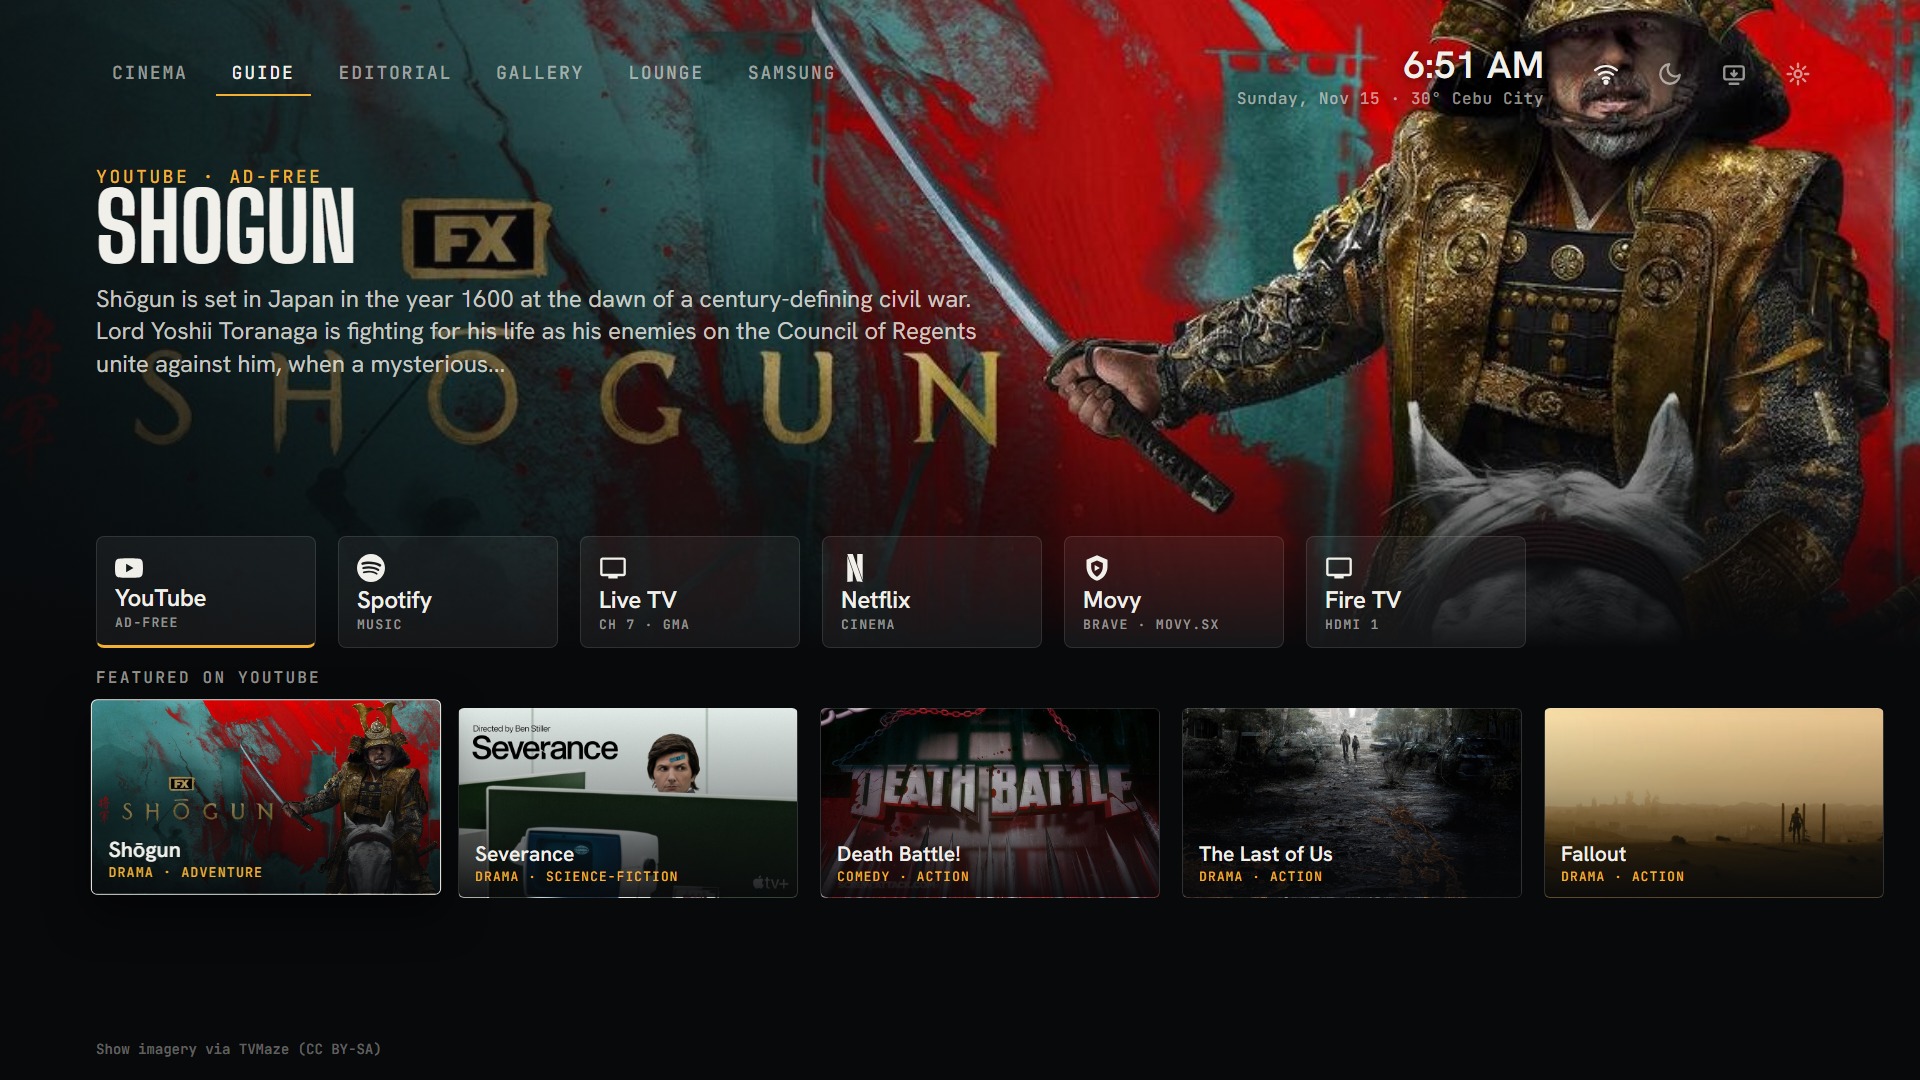 CINEMA GUIDE EDITORIAL GALLERY LOUNGE SAMSUNG
6:51 AM
Sunday, Nov 15 · 30° Cebu City
YOUTUBE · AD-FREE
SHOGUN
FX
Shōgun is set in Japan in the year 1600 at the dawn of a century-defining civil war.
Lord Yoshii Toranaga is fighting for his life as his enemies on the Council of Regents
unite against him, when a mysterious...
SHŌGUN
将軍
YouTube
AD-FREE
Spotify
MUSIC
Live TV
CH 7 · GMA
Netflix
CINEMA
Movy
BRAVE · MOVY.SX
Fire TV
HDMI 1
FEATURED ON YOUTUBE
FX
SHŌGUN
Shōgun
DRAMA · ADVENTURE
Directed by Ben Stiller
Severance
Severance
DRAMA · SCIENCE-FICTION
tv+
DEATH BATTLE
Death Battle!
COMEDY · ACTION
The Last of Us
DRAMA · ACTION
Fallout
DRAMA · ACTION
Show imagery via TVMaze (CC BY-SA)